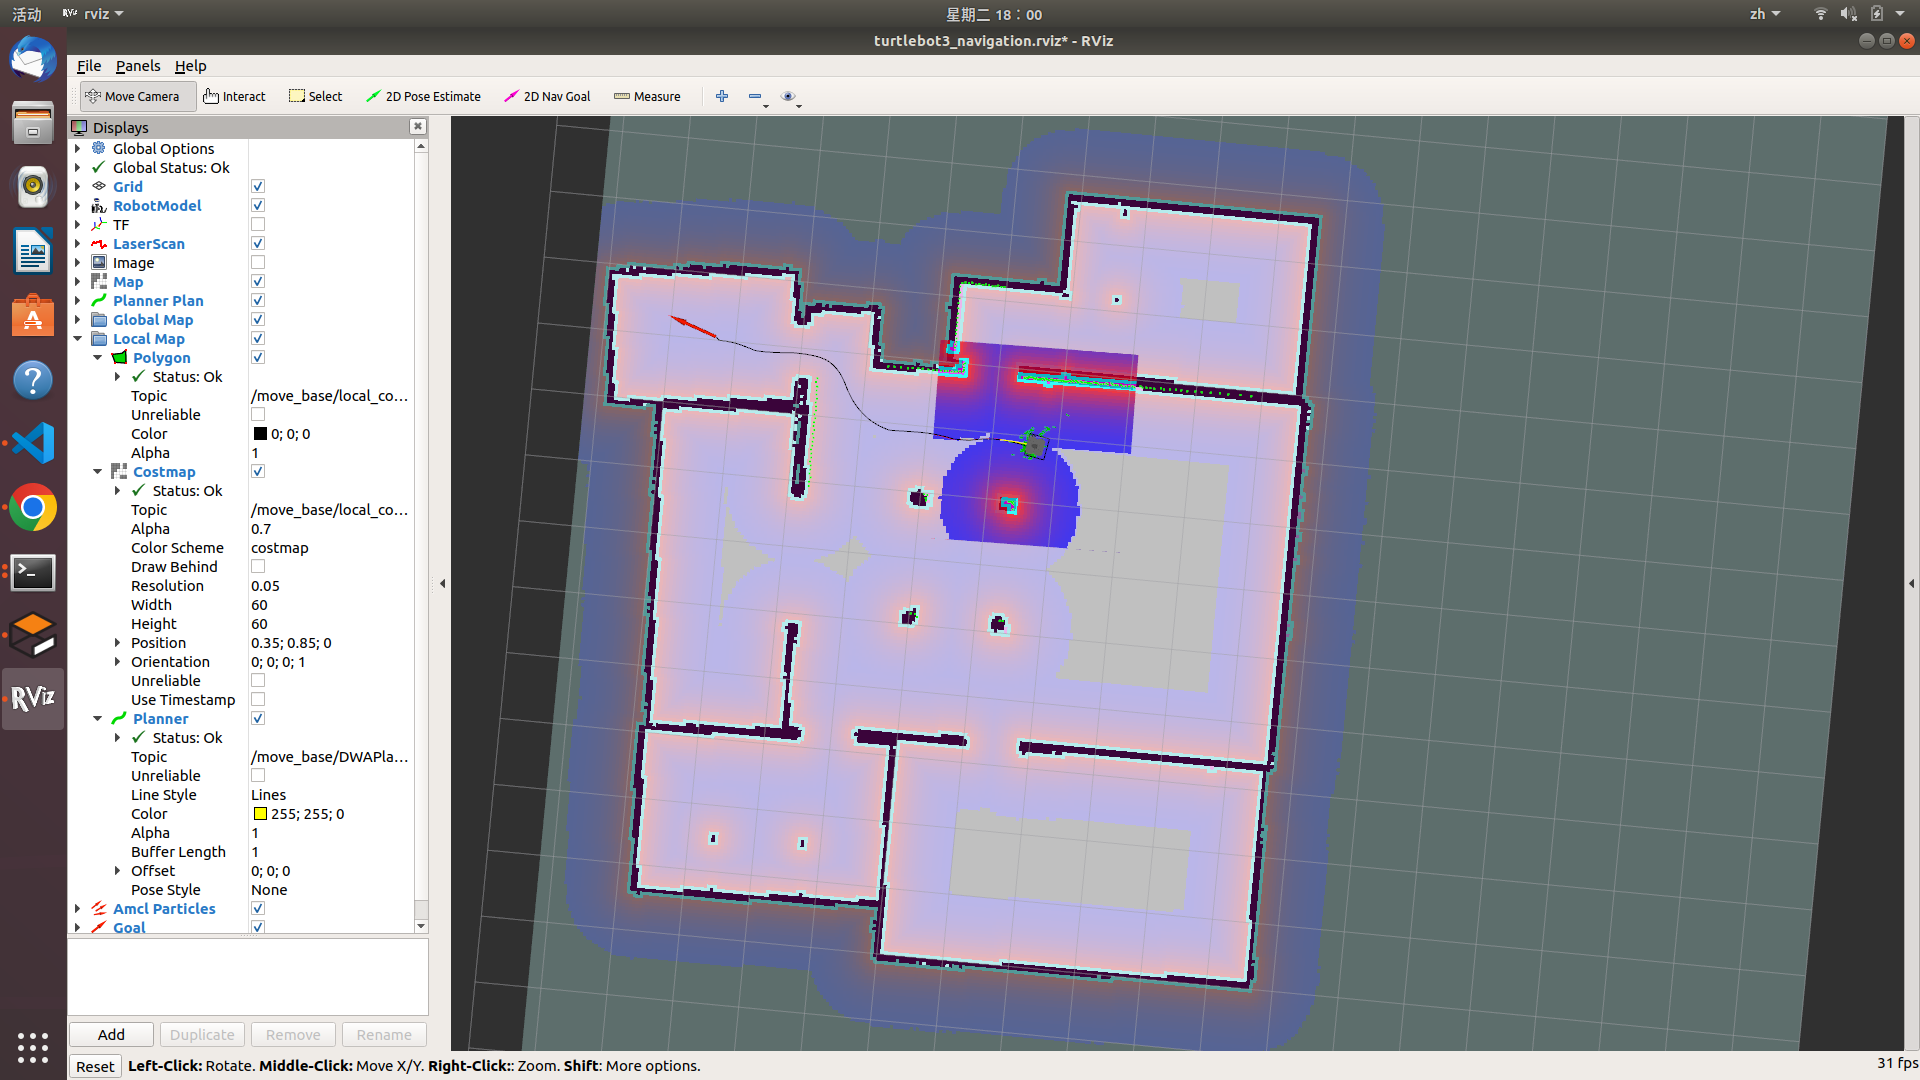 活动 RViz rviz 星期二 18：00 zh
turtlebot3_navigation.rviz* - RViz
File Panels Help
Move Camera Interact Select 2D Pose Estimate 2D Nav Goal Measure
Displays
Global Options
Global Status: Ok
Grid
RobotModel
TF
LaserScan
Image
Map
Planner Plan
Global Map
Local Map
Polygon
Status: Ok
Topic /move_base/local_co...
Unreliable
Color 0; 0; 0
Alpha 1
Costmap
Status: Ok
Topic /move_base/local_co...
Alpha 0.7
Color Scheme costmap
Draw Behind
Resolution 0.05
Width 60
Height 60
Position 0.35; 0.85; 0
Orientation 0; 0; 0; 1
Unreliable
Use Timestamp
Planner
Status: Ok
Topic /move_base/DWAPla...
Unreliable
Line Style Lines
Color 255; 255; 0
Alpha 1
Buffer Length 1
Offset 0; 0; 0
Pose Style None
Amcl Particles
Goal
RViz
Add Duplicate Remove Rename
Reset Left-Click: Rotate. Middle-Click: Move X/Y. Right-Click:: Zoom. Shift: More options. 31 fps